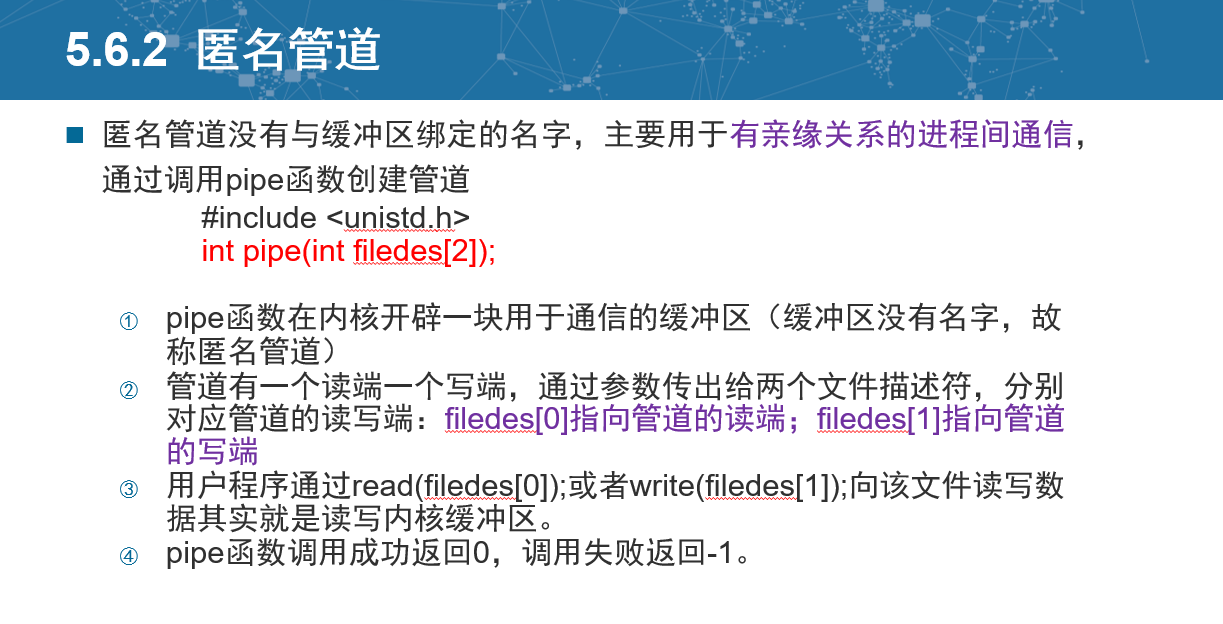 5.6.2 匿名管道
■ 匿名管道没有与缓冲区绑定的名字，主要用于有亲缘关系的进程间通信，
通过调用pipe函数创建管道
#include <unistd.h>
int pipe(int filedes[2]);
① pipe函数在内核开辟一块用于通信的缓冲区（缓冲区没有名字，故
称匿名管道）
② 管道有一个读端一个写端，通过参数传出给两个文件描述符，分别
对应管道的读写端：filedes[0]指向管道的读端；filedes[1]指向管道
的写端
③ 用户程序通过read(filedes[0]);或者write(filedes[1]);向该文件读写数
据其实就是读写内核缓冲区。
④ pipe函数调用成功返回0，调用失败返回-1。